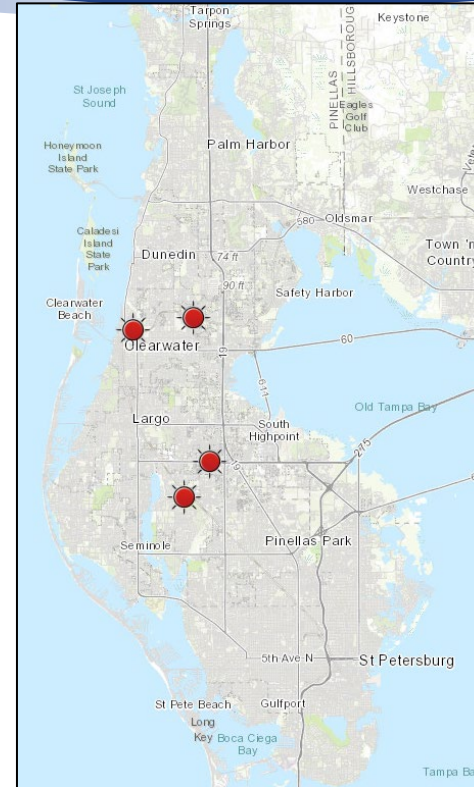 Tarpon
Springs
Keystone
PINELLAS
HILLSBOROUG
St Joseph
Sound
Eagles
Golf
Club
Honeymoon
Island
State Park
Palm Harbor
Westchase
580
Oldsmar
Caladesi
Island
State
Park
Dunedin
74 ft
Town 'n
Country
90 ft
Safety Harbor
Clearwater
Beach
Clearwater
19
60
611
Old Tampa Bay
Largo
South
Highpoint
275
19
Seminole
Pinellas Park
5th Ave N
St Petersburg
St Pete Beach
Gulfport
Long
Key
Boca Ciega
Bay
Tampa Ba